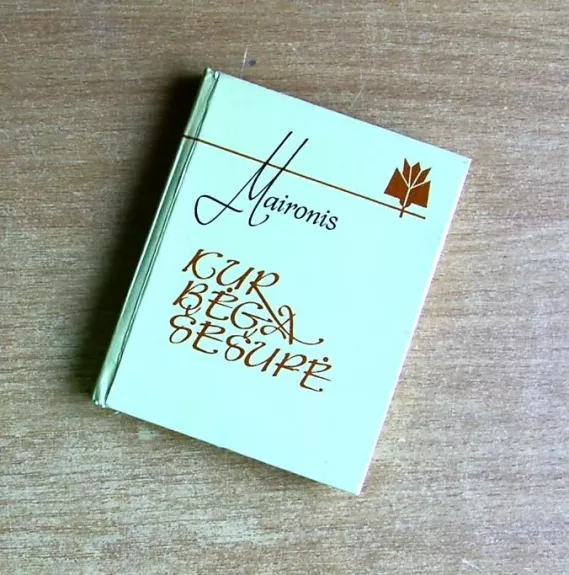 Maironis
KUR
BĖGA
ŠEŠUPĖ